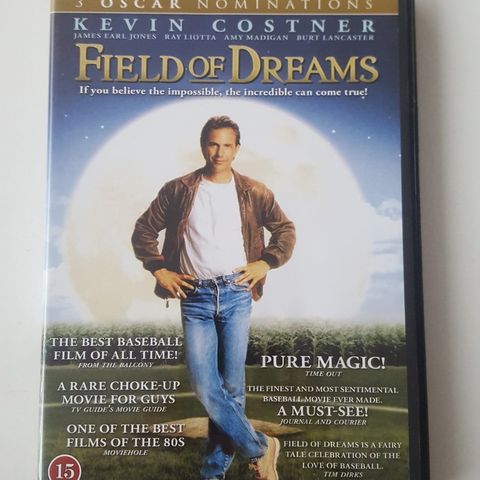 3 OSCAR NOMINATIONS
KEVIN COSTNER
JAMES EARL JONES RAY LIOTTA AMY MADIGAN BURT LANCASTER
FIELD OF DREAMS
If you believe the impossible, the incredible can come true!
THE BEST BASEBALL
FILM OF ALL TIME!
FROM THE BALCONY
A RARE CHOKE-UP
MOVIE FOR GUYS
TV GUIDE'S MOVIE GUIDE
ONE OF THE BEST
FILMS OF THE 80S
MOVIEHOLE
PURE MAGIC!
TIME OUT
THE FINEST AND MOST SENTIMENTAL
BASEBALL MOVIE EVER MADE.
A MUST-SEE!
JOURNAL AND COURIER
FIELD OF DREAMS IS A FAIRY
TALE CELEBRATION OF THE
LOVE OF BASEBALL.
TIM DIRKS
15